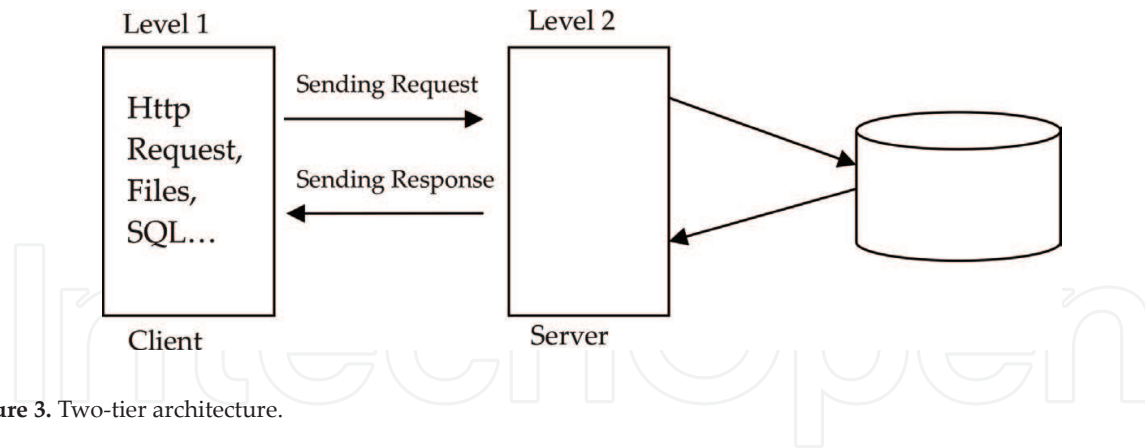 Level 1
Level 2
Http
Request,
Files,
SQL...
Sending Request
Sending Response
Client
Server
ure 3. Two-tier architecture.
IntechOpen